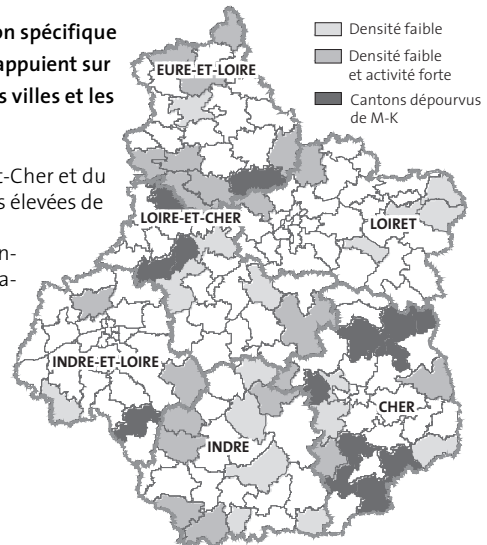 on spécifique
appuient sur
s villes et les
t-Cher et du
s élevées de
n-
a-
Densité faible
Densité faible
et activité forte
Cantons dépourvus
de M-K
EURE-ET-LOIRE
LOIRE-ET-CHER
LOIRET
INDRE-ET-LOIRE
CHER
INDRE